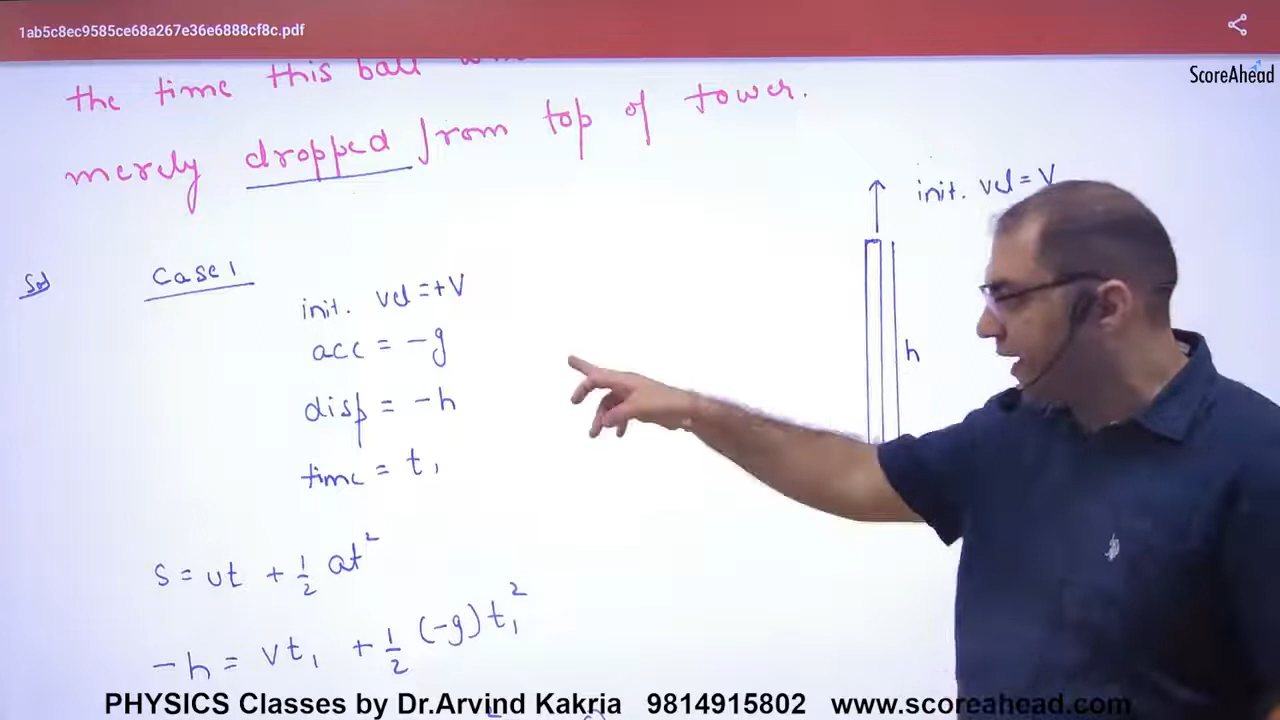 1ab5c8ec9585ce68a267e36e6888cf8c.pdf
ScoreAhead
the time this ball
merely dropped from top of tower.
init. vel = V
Sol
Case 1
init. vel = +V
acc = -g
h
disp = -h
time = t₁
s = ut + 1/2 at²
-h = Vt₁ + 1/2 (-g) t₁²
PHYSICS Classes by Dr.Arvind Kakria 9814915802 www.scoreahead.com